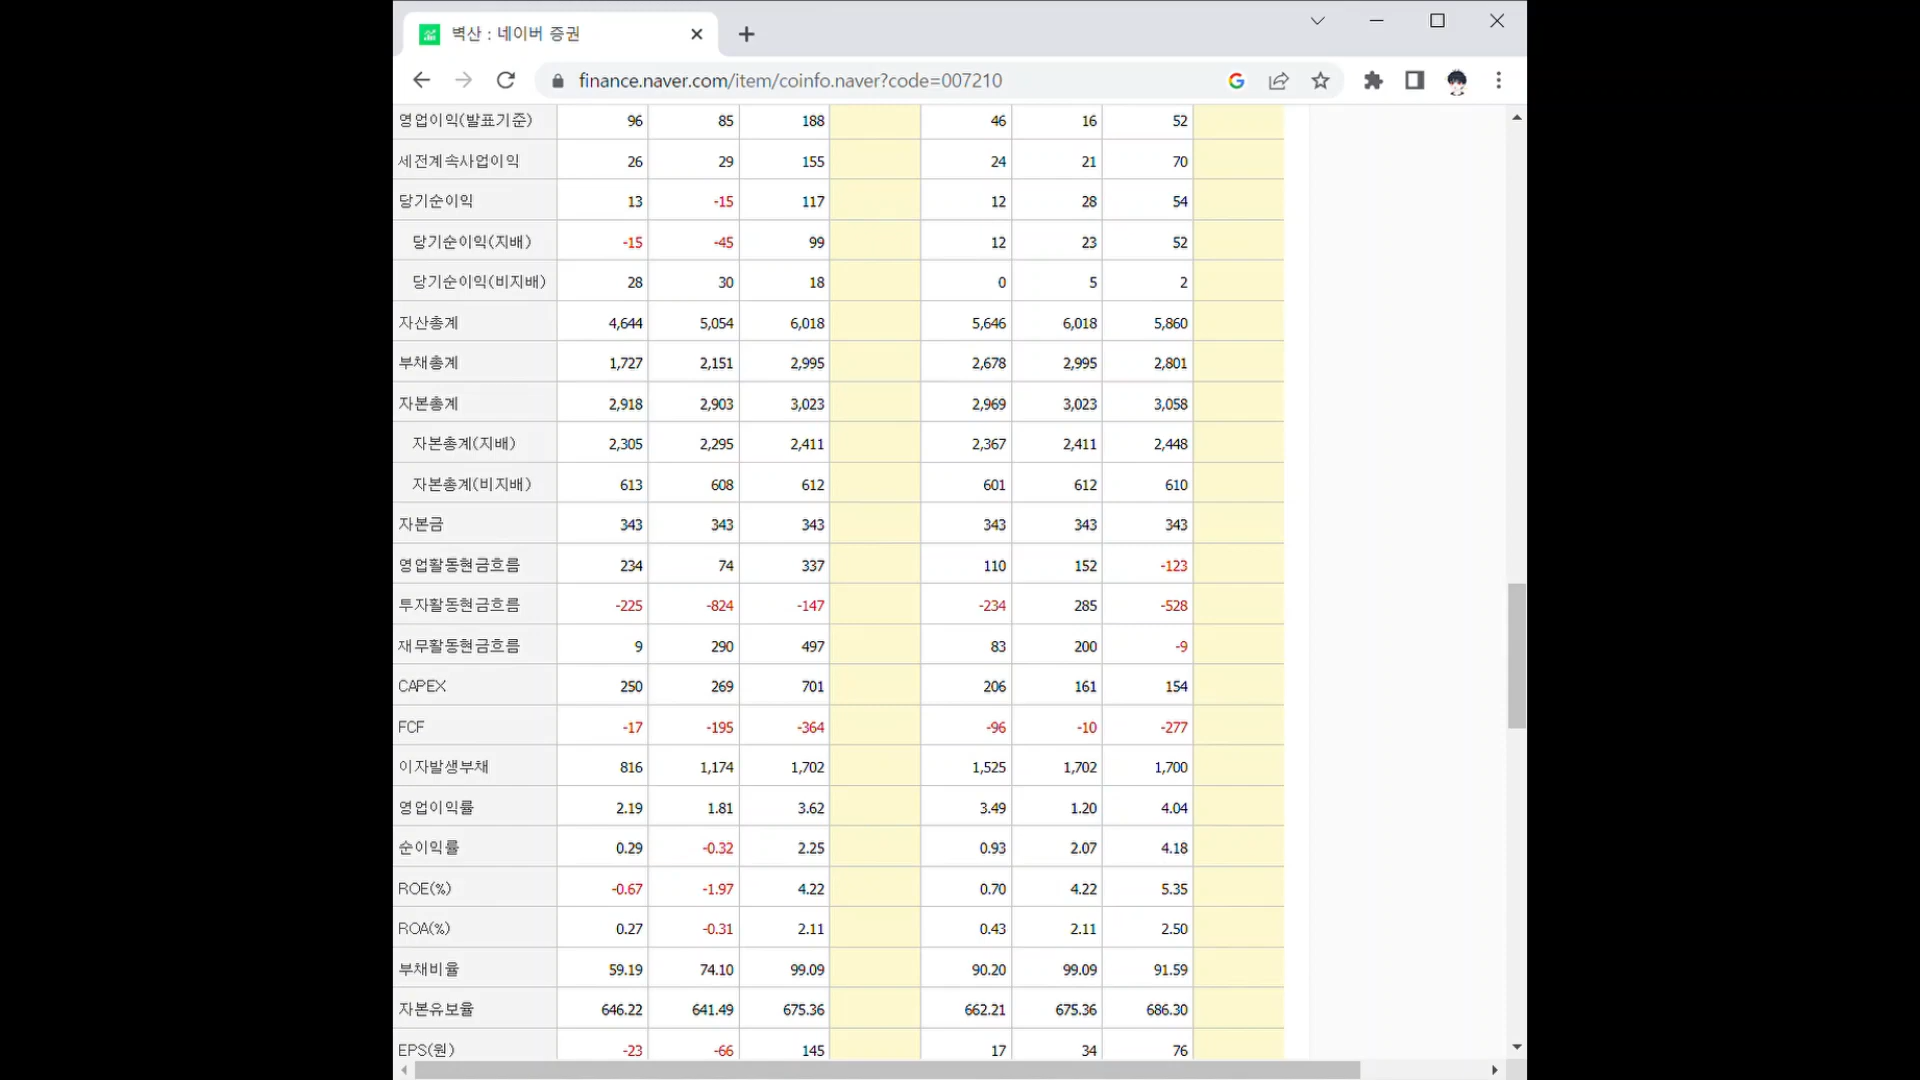 벽산 : 네이버 증권
finance.naver.com/item/coinfo.naver?code=007210
영업이익(발표기준) 96 85 188 46 16 52
세전계속사업이익 26 29 155 24 21 70
당기순이익 13 -15 117 12 28 54
당기순이익(지배) -15 -45 99 12 23 52
당기순이익(비지배) 28 30 18 0 5 2
자산총계 4,644 5,054 6,018 5,646 6,018 5,860
부채총계 1,727 2,151 2,995 2,678 2,995 2,801
자본총계 2,918 2,903 3,023 2,969 3,023 3,058
자본총계(지배) 2,305 2,295 2,411 2,367 2,411 2,448
자본총계(비지배) 613 608 612 601 612 610
자본금 343 343 343 343 343 343
영업활동현금흐름 234 74 337 110 152 -123
투자활동현금흐름 -225 -824 -147 -234 285 -528
재무활동현금흐름 9 290 497 83 200 -9
CAPEX 250 269 701 206 161 154
FCF -17 -195 -364 -96 -10 -277
이자발생부채 816 1,174 1,702 1,525 1,702 1,700
영업이익률 2.19 1.81 3.62 3.49 1.20 4.04
순이익률 0.29 -0.32 2.25 0.93 2.07 4.18
ROE(%) -0.67 -1.97 4.22 0.70 4.22 5.35
ROA(%) 0.27 -0.31 2.11 0.43 2.11 2.50
부채비율 59.19 74.10 99.09 90.20 99.09 91.59
자본유보율 646.22 641.49 675.36 662.21 675.36 686.30
EPS(원) -23 -66 145 17 34 76